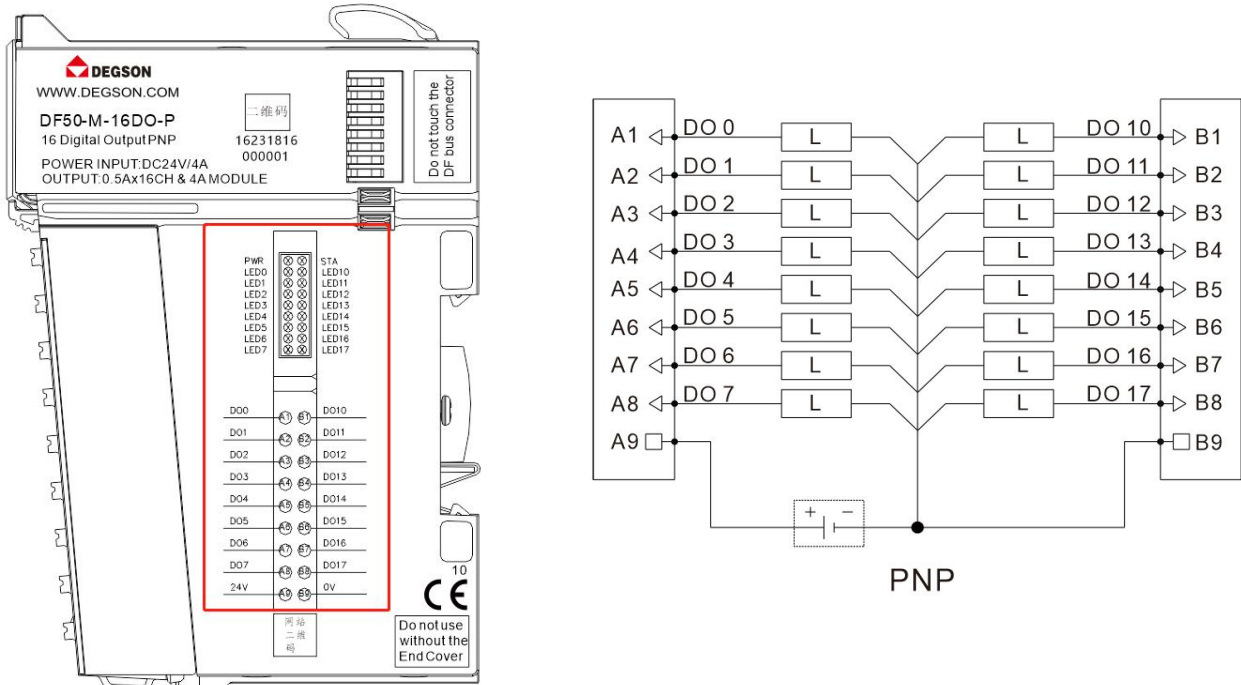 DEGSON
WWW.DEGSON.COM
DF50-M-16DO-P
16 Digital Output PNP
POWER INPUT:DC24V/4A
OUTPUT:0.5Ax16CH & 4A MODULE
二维码
16231816
000001
Do not touch the
DF bus connector
PWR STA
LED0 LED10
LED1 LED11
LED2 LED12
LED3 LED13
LED4 LED14
LED5 LED15
LED6 LED16
LED7 LED17
DO0 A1 B1 DO10
DO1 A2 B2 DO11
DO2 A3 B3 DO12
DO3 A4 B4 DO13
DO4 A5 B5 DO14
DO5 A6 B6 DO15
DO6 A7 B7 DO16
DO7 A8 B8 DO17
24V A9 B9 0V
网站
二维
码
10
CE
Do not use
without the
End Cover
A1 DO 0 L L DO 10 B1
A2 DO 1 L L DO 11 B2
A3 DO 2 L L DO 12 B3
A4 DO 3 L L DO 13 B4
A5 DO 4 L L DO 14 B5
A6 DO 5 L L DO 15 B6
A7 DO 6 L L DO 16 B7
A8 DO 7 L L DO 17 B8
A9 B9
+ −
PNP